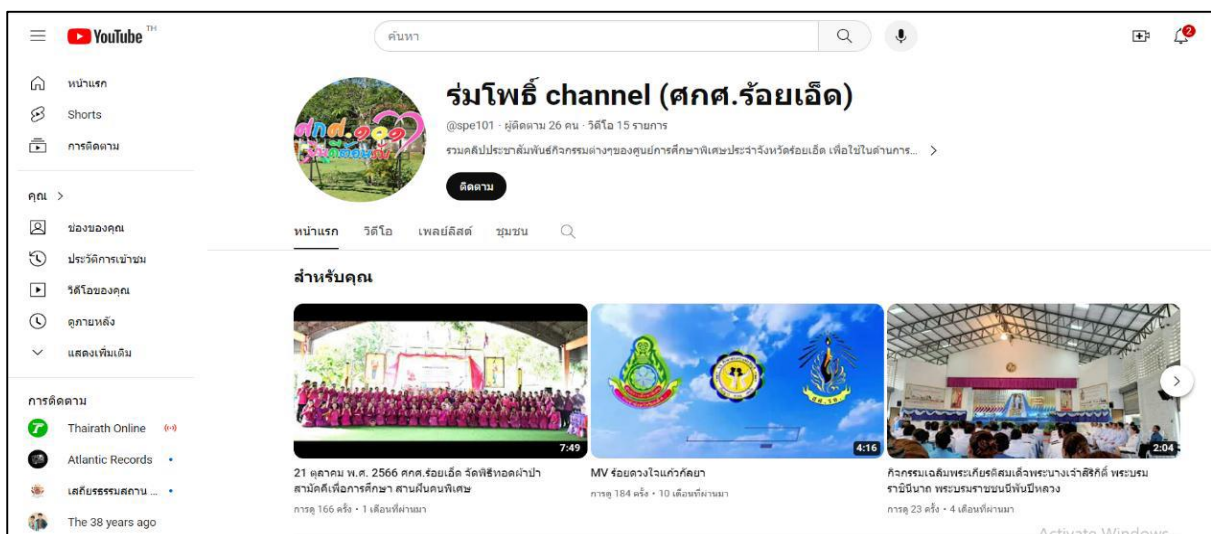 YouTube TH
ค้นหา
2
หน้าแรก
Shorts
การติดตาม
คุณ
ช่องของคุณ
ประวัติการเข้าชม
วิดีโอของคุณ
ดูภายหลัง
แสดงเพิ่มเติม
การติดตาม
Thairath Online
Atlantic Records
เสถียรธรรมสถาน ...
The 38 years ago
ศกศ.๑๐๑
ร่มโพธิ์ channel (ศกศ.ร้อยเอ็ด)
@spe101 · ผู้ติดตาม 26 คน · วิดีโอ 15 รายการ
รวมคลิปประชาสัมพันธ์กิจกรรมต่างๆของศูนย์การศึกษาพิเศษประจำจังหวัดร้อยเอ็ด เพื่อใช้ในด้านการ...
ติดตาม
หน้าแรก วิดีโอ เพลย์ลิสต์ ชุมชน
สำหรับคุณ
7:49
21 ตุลาคม พ.ศ. 2566 ศกศ.ร้อยเอ็ด จัดพิธีทอดผ้าป่า
สามัคคีเพื่อการศึกษา สานฝันคนพิเศษ
การดู 166 ครั้ง • 1 เดือนที่ผ่านมา
4:16
MV ร้อยดวงใจแก้วกัลยา
การดู 184 ครั้ง • 10 เดือนที่ผ่านมา
2:04
กิจกรรมเฉลิมพระเกียรติสมเด็จพระนางเจ้าสิริกิติ์ พระบรม
ราชินีนาถ พระบรมราชชนนีพันปีหลวง
การดู 23 ครั้ง • 4 เดือนที่ผ่านมา
Activate Windows